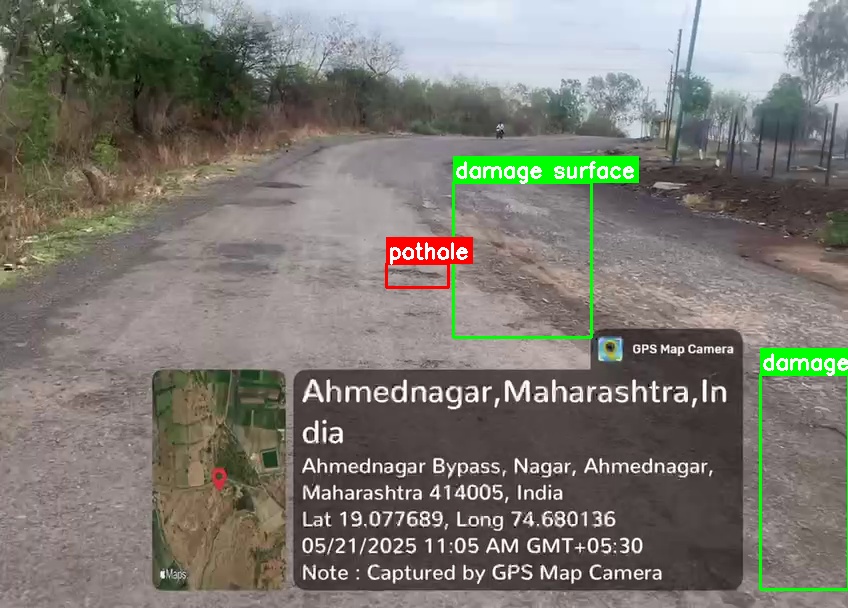 damage surface
pothole
GPS Map Camera
damage
Ahmednagar,Maharashtra,In
dia
Ahmednagar Bypass, Nagar, Ahmednagar,
Maharashtra 414005, India
Lat 19.077689, Long 74.680136
05/21/2025 11:05 AM GMT+05:30
Note : Captured by GPS Map Camera
Maps